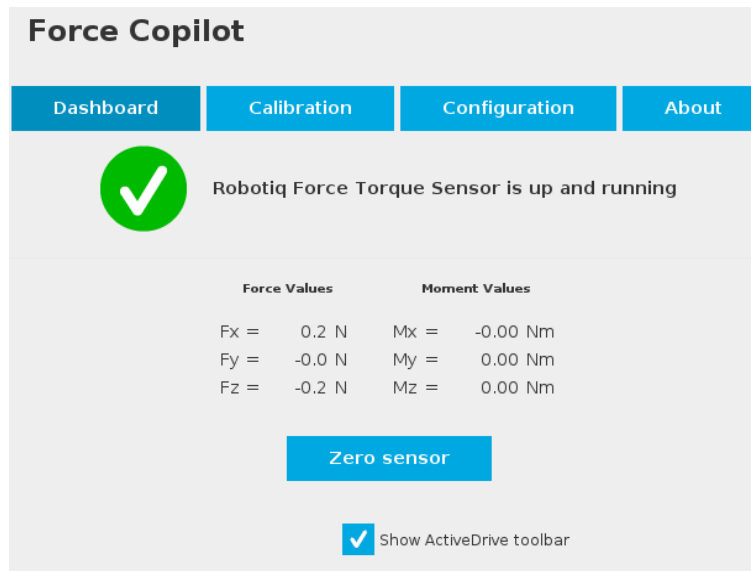 Force Copilot
Dashboard Calibration Configuration About
Robotiq Force Torque Sensor is up and running
Force Values Moment Values
Fx = 0.2 N Mx = -0.00 Nm
Fy = -0.0 N My = 0.00 Nm
Fz = -0.2 N Mz = 0.00 Nm
Zero sensor
Show ActiveDrive toolbar